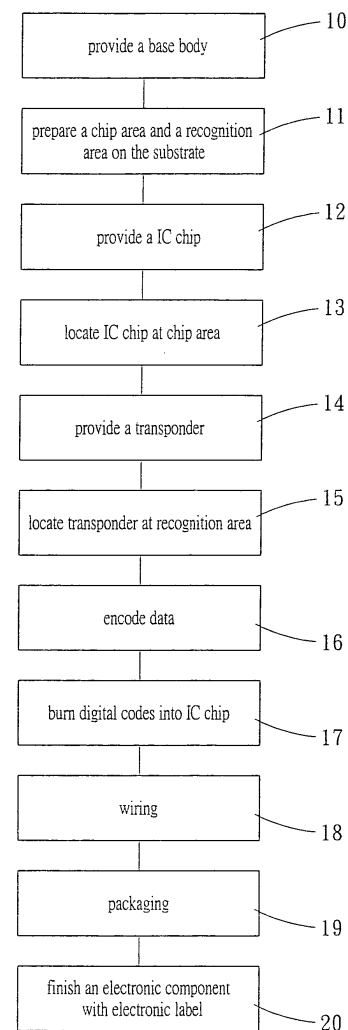 provide a base body
10
prepare a chip area and a recognition
area on the substrate
11
provide a IC chip
12
locate IC chip at chip area
13
provide a transponder
14
locate transponder at recognition area
15
encode data
16
burn digital codes into IC chip
17
wiring
18
packaging
19
finish an electronic component
with electronic label
20